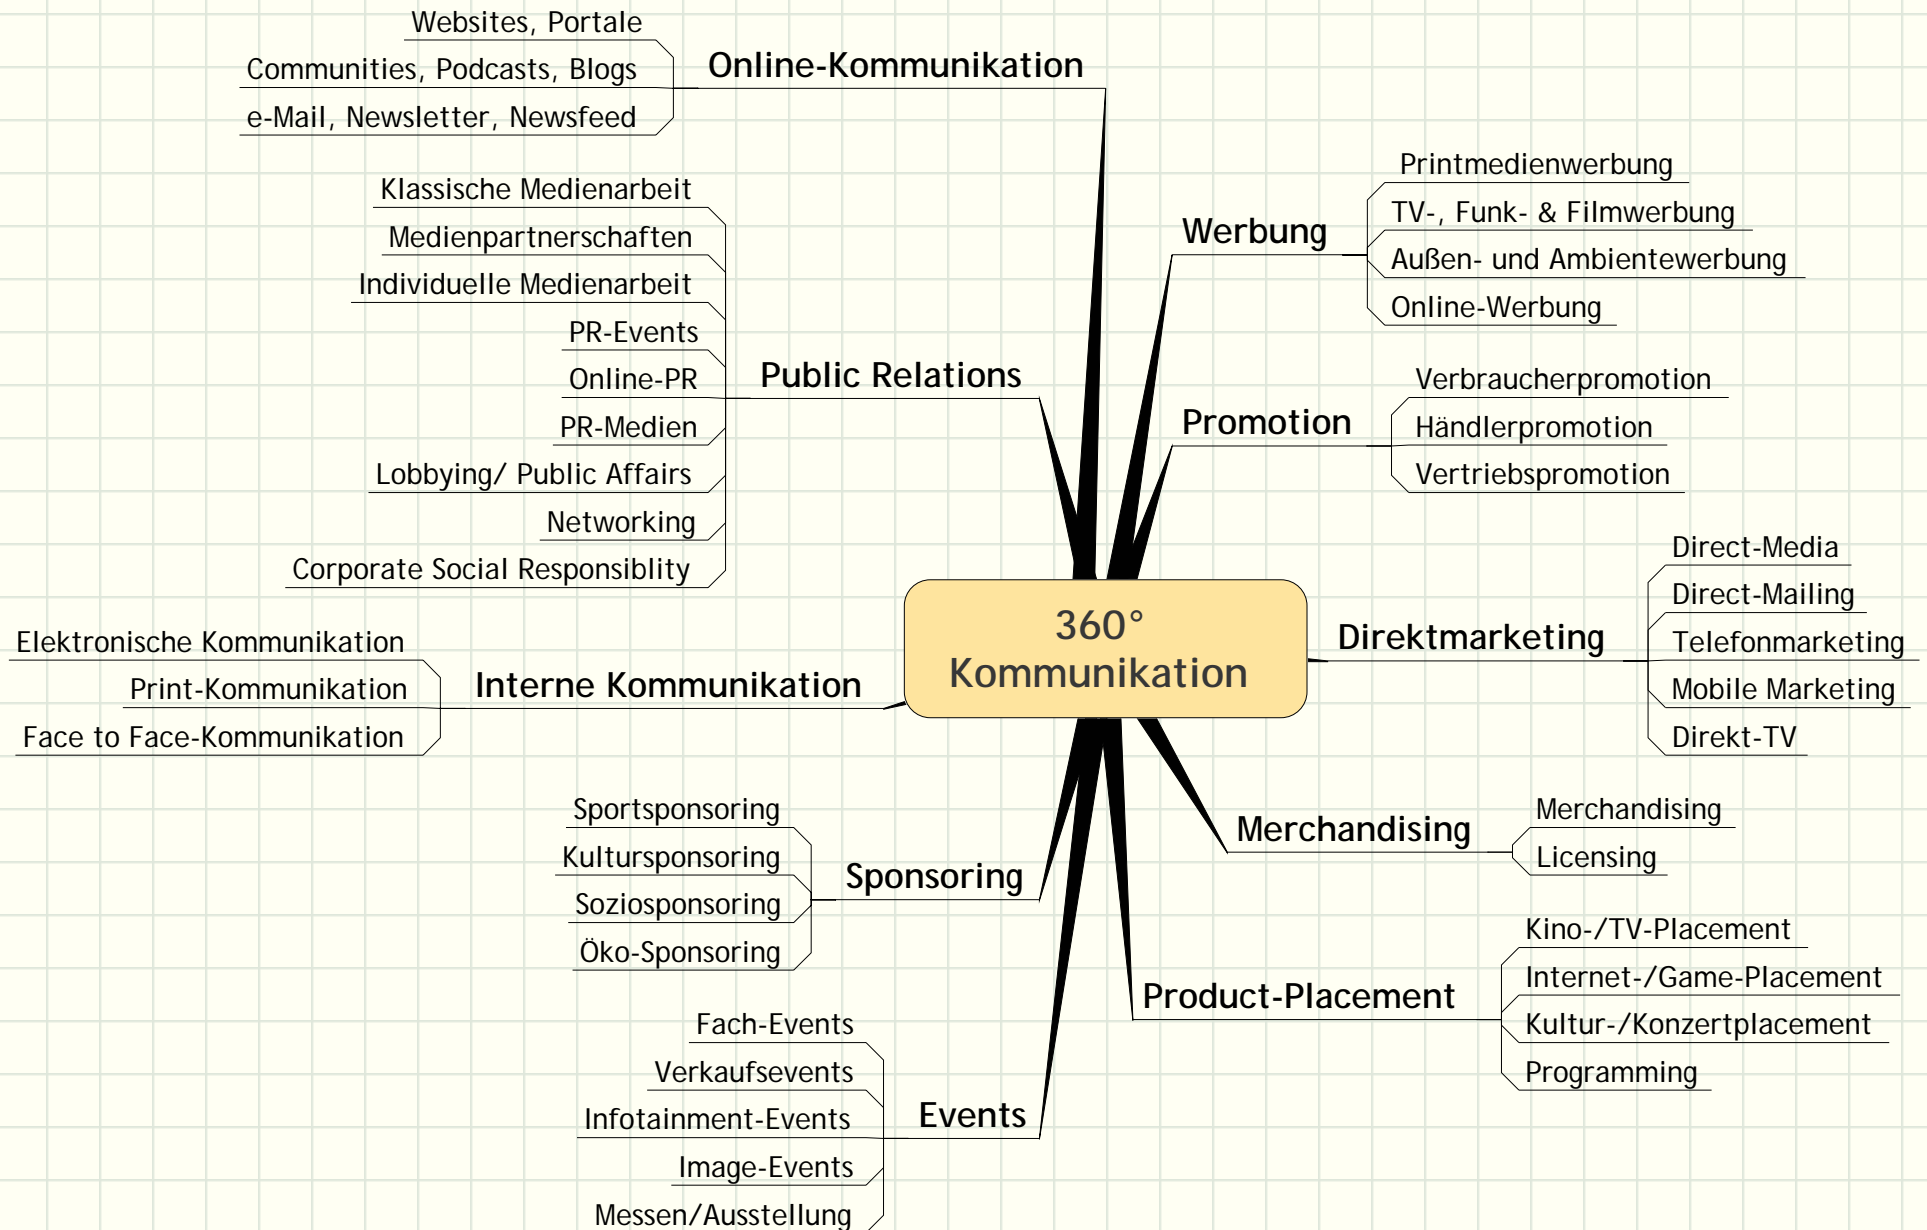 360°
Kommunikation
Online-Kommunikation
Websites, Portale
Communities, Podcasts, Blogs
e-Mail, Newsletter, Newsfeed
Public Relations
Klassische Medienarbeit
Medienpartnerschaften
Individuelle Medienarbeit
PR-Events
Online-PR
PR-Medien
Lobbying/ Public Affairs
Networking
Corporate Social Responsiblity
Interne Kommunikation
Elektronische Kommunikation
Print-Kommunikation
Face to Face-Kommunikation
Sponsoring
Sportsponsoring
Kultursponsoring
Soziosponsoring
Öko-Sponsoring
Events
Fach-Events
Verkaufsevents
Infotainment-Events
Image-Events
Messen/Ausstellung
Werbung
Printmedienwerbung
TV-, Funk- & Filmwerbung
Außen- und Ambientewerbung
Online-Werbung
Promotion
Verbraucherpromotion
Händlerpromotion
Vertriebspromotion
Direktmarketing
Direct-Media
Direct-Mailing
Telefonmarketing
Mobile Marketing
Direkt-TV
Merchandising
Merchandising
Licensing
Product-Placement
Kino-/TV-Placement
Internet-/Game-Placement
Kultur-/Konzertplacement
Programming